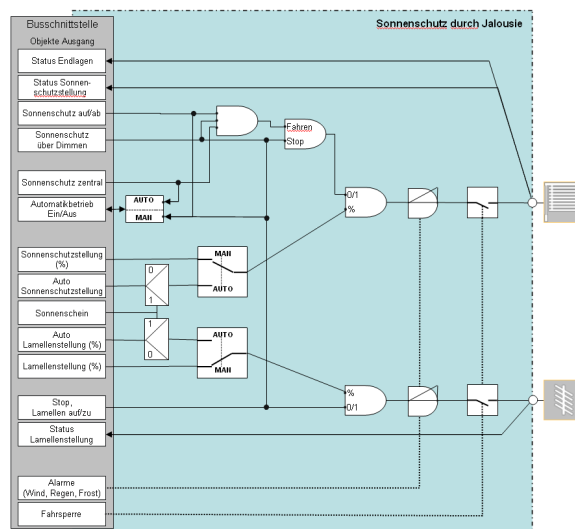 Busschnittstelle
Sonnenschutz durch Jalousie
Objekte Ausgang
Status Endlagen
Status Sonnen-
schutzstellung
Sonnenschutz auf/ab
Sonnenschutz
über Dimmen
Fahren
Stop
Sonnenschutz zentral
Automatikbetrieb
Ein/Aus
AUTO
MAN
0/1
%
Sonnenschutzstellung
(%)
Auto
Sonnenschutzstellung
Sonnenschein
Auto
Lamellenstellung (%)
Lamellenstellung (%)
0
1
1
0
MAN
AUTO
AUTO
MAN
%
0/1
Stop,
Lamellen auf/zu
Status
Lamellenstellung
Alarme
(Wind, Regen, Frost)
Fahrsperre